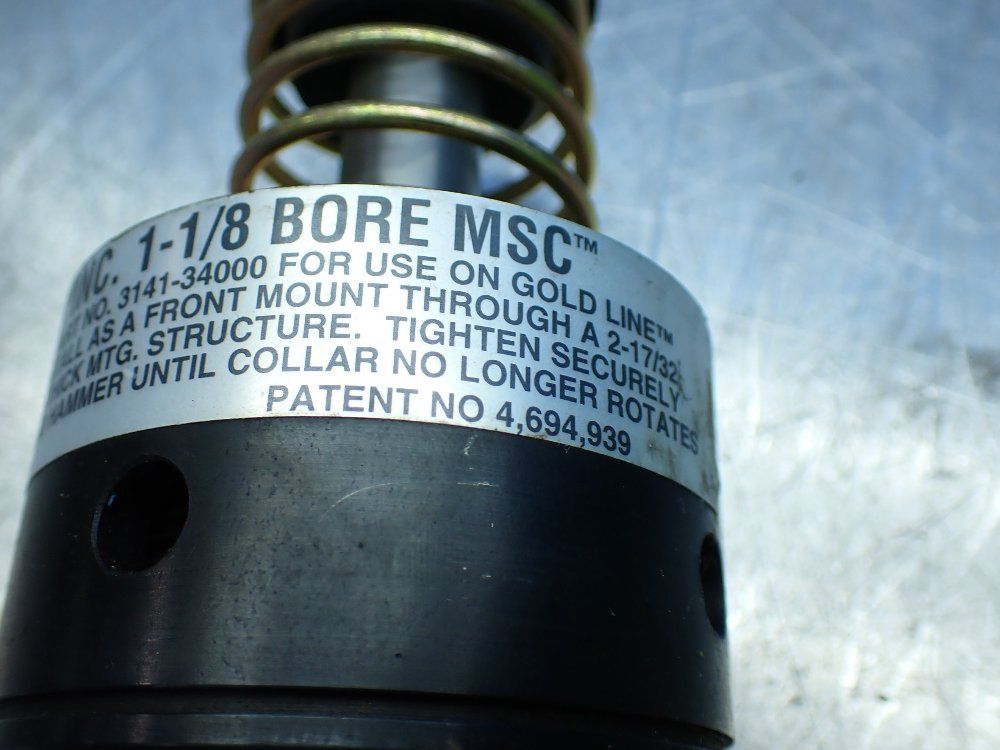 INC. 1-1/8 BORE MSC™
NO. 3141-34000 FOR USE ON GOLD LINE™
AS A FRONT MOUNT THROUGH A 2-17/32
MTG. STRUCTURE. TIGHTEN SECURELY
HAMMER UNTIL COLLAR NO LONGER ROTATES
PATENT NO 4,694,939